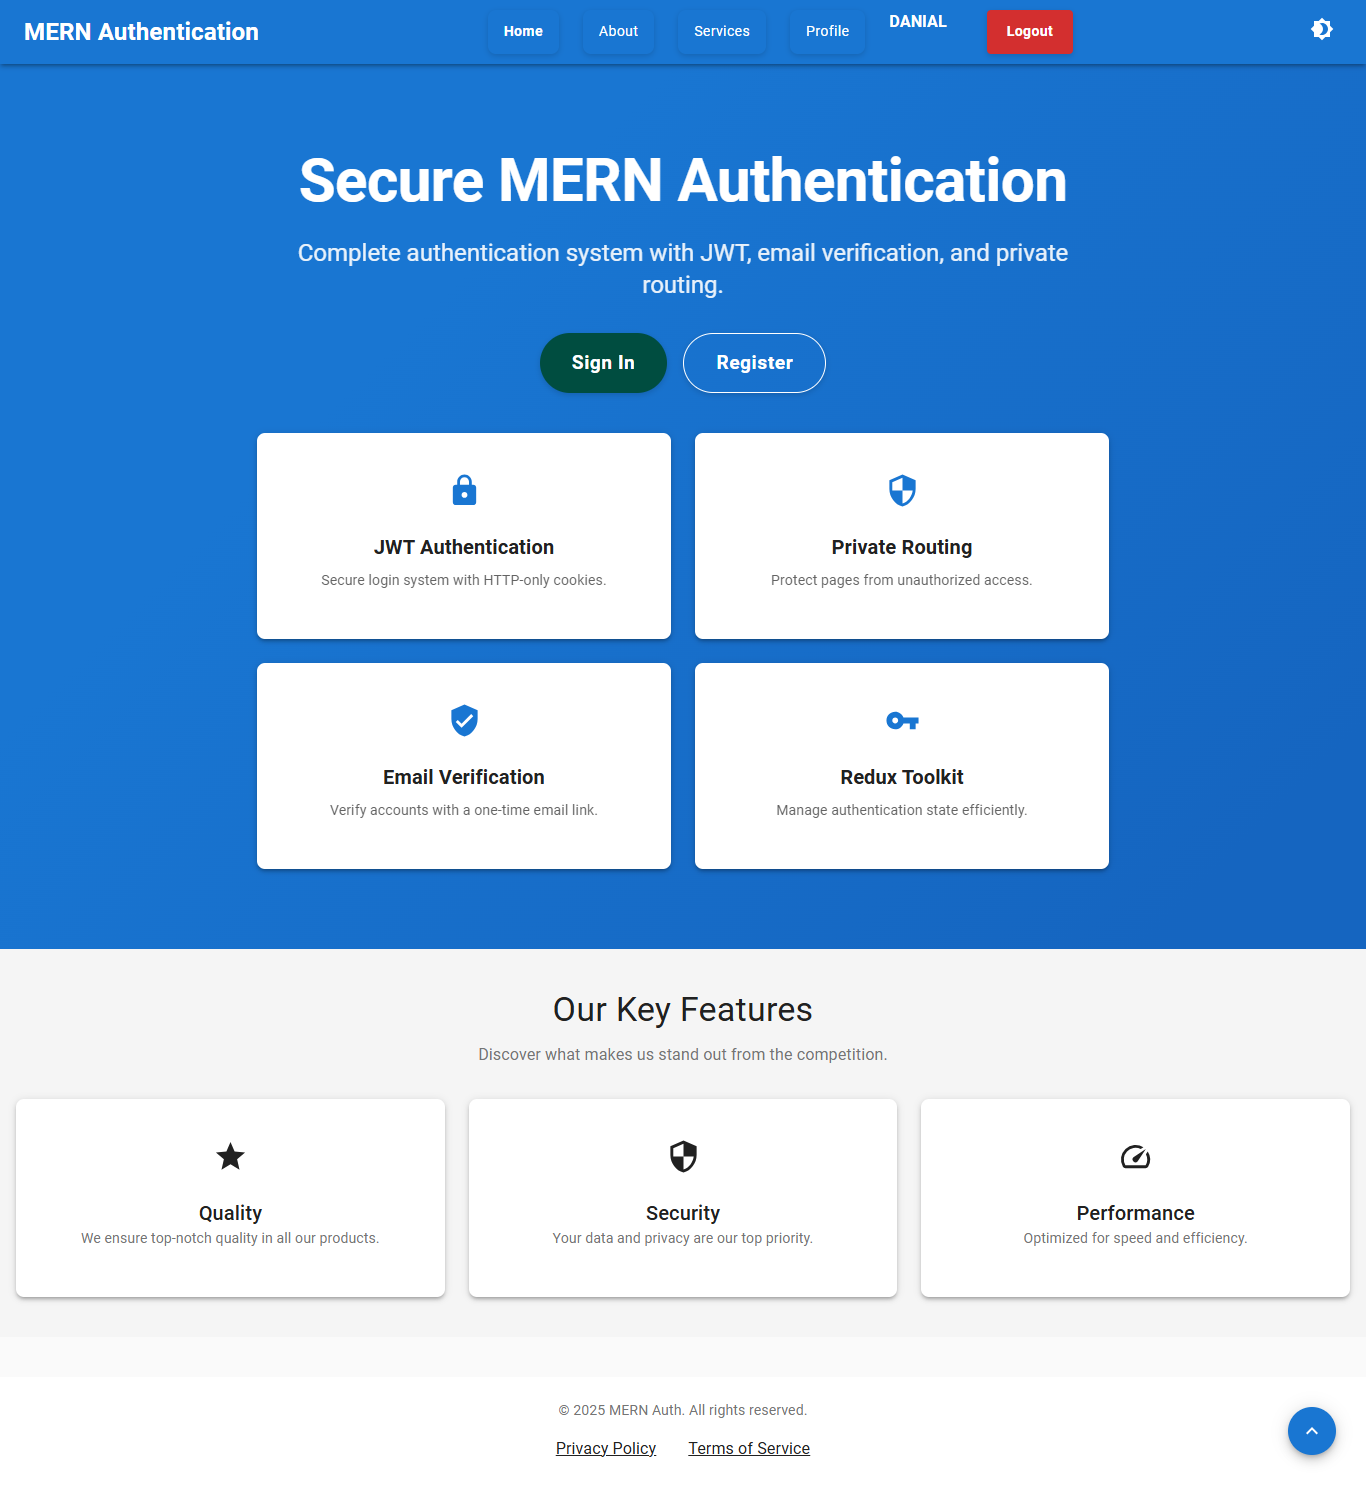 MERN Authentication
Home
About
Services
Profile
DANIAL
Logout
Secure MERN Authentication
Complete authentication system with JWT, email verification, and private
routing.
Sign In
Register
JWT Authentication
Secure login system with HTTP-only cookies.
Private Routing
Protect pages from unauthorized access.
Email Verification
Verify accounts with a one-time email link.
Redux Toolkit
Manage authentication state efficiently.
Our Key Features
Discover what makes us stand out from the competition.
Quality
We ensure top-notch quality in all our products.
Security
Your data and privacy are our top priority.
Performance
Optimized for speed and efficiency.
© 2025 MERN Auth. All rights reserved.
Privacy Policy
Terms of Service